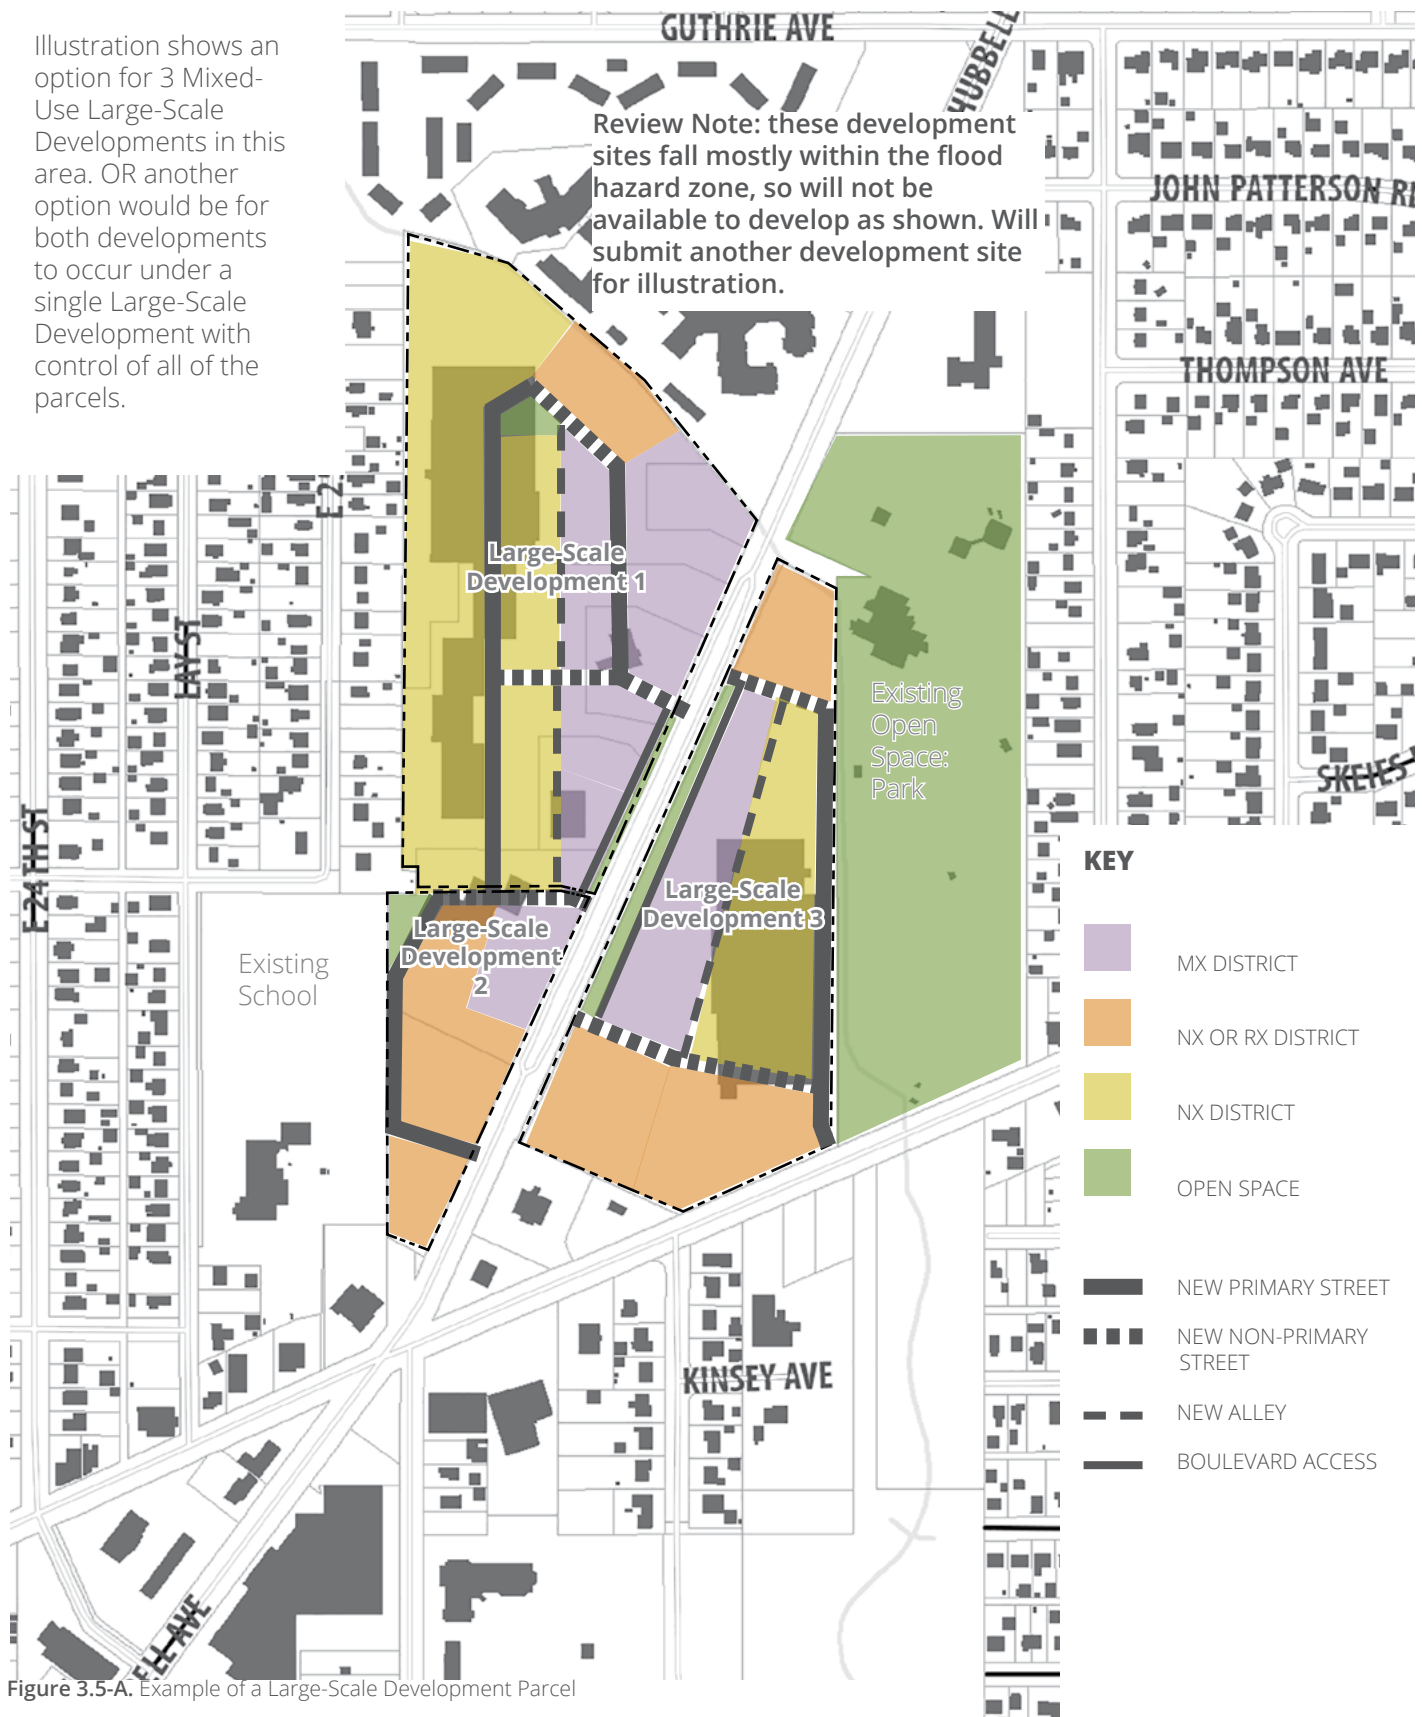 Illustration shows an
option for 3 Mixed-
Use Large-Scale
Developments in this
area. OR another
option would be for
both developments
to occur under a
single Large-Scale
Development with
control of all of the
parcels.
GUTHRIE AVE
HUBBELL
Review Note: these development
sites fall mostly within the flood
hazard zone, so will not be
available to develop as shown. Will
submit another development site
for illustration.
JOHN PATTERSON RD
THOMPSON AVE
E 2
LAY ST
E 24TH ST
Large-Scale
Development 1
Existing
Open
Space:
Park
Large-Scale
Development 3
Large-Scale
Development
2
Existing
School
KINSEY AVE
ELL AVE
KEY
MX DISTRICT
NX OR RX DISTRICT
NX DISTRICT
OPEN SPACE
NEW PRIMARY STREET
NEW NON-PRIMARY
STREET
NEW ALLEY
BOULEVARD ACCESS
Figure 3.5-A. Example of a Large-Scale Development Parcel